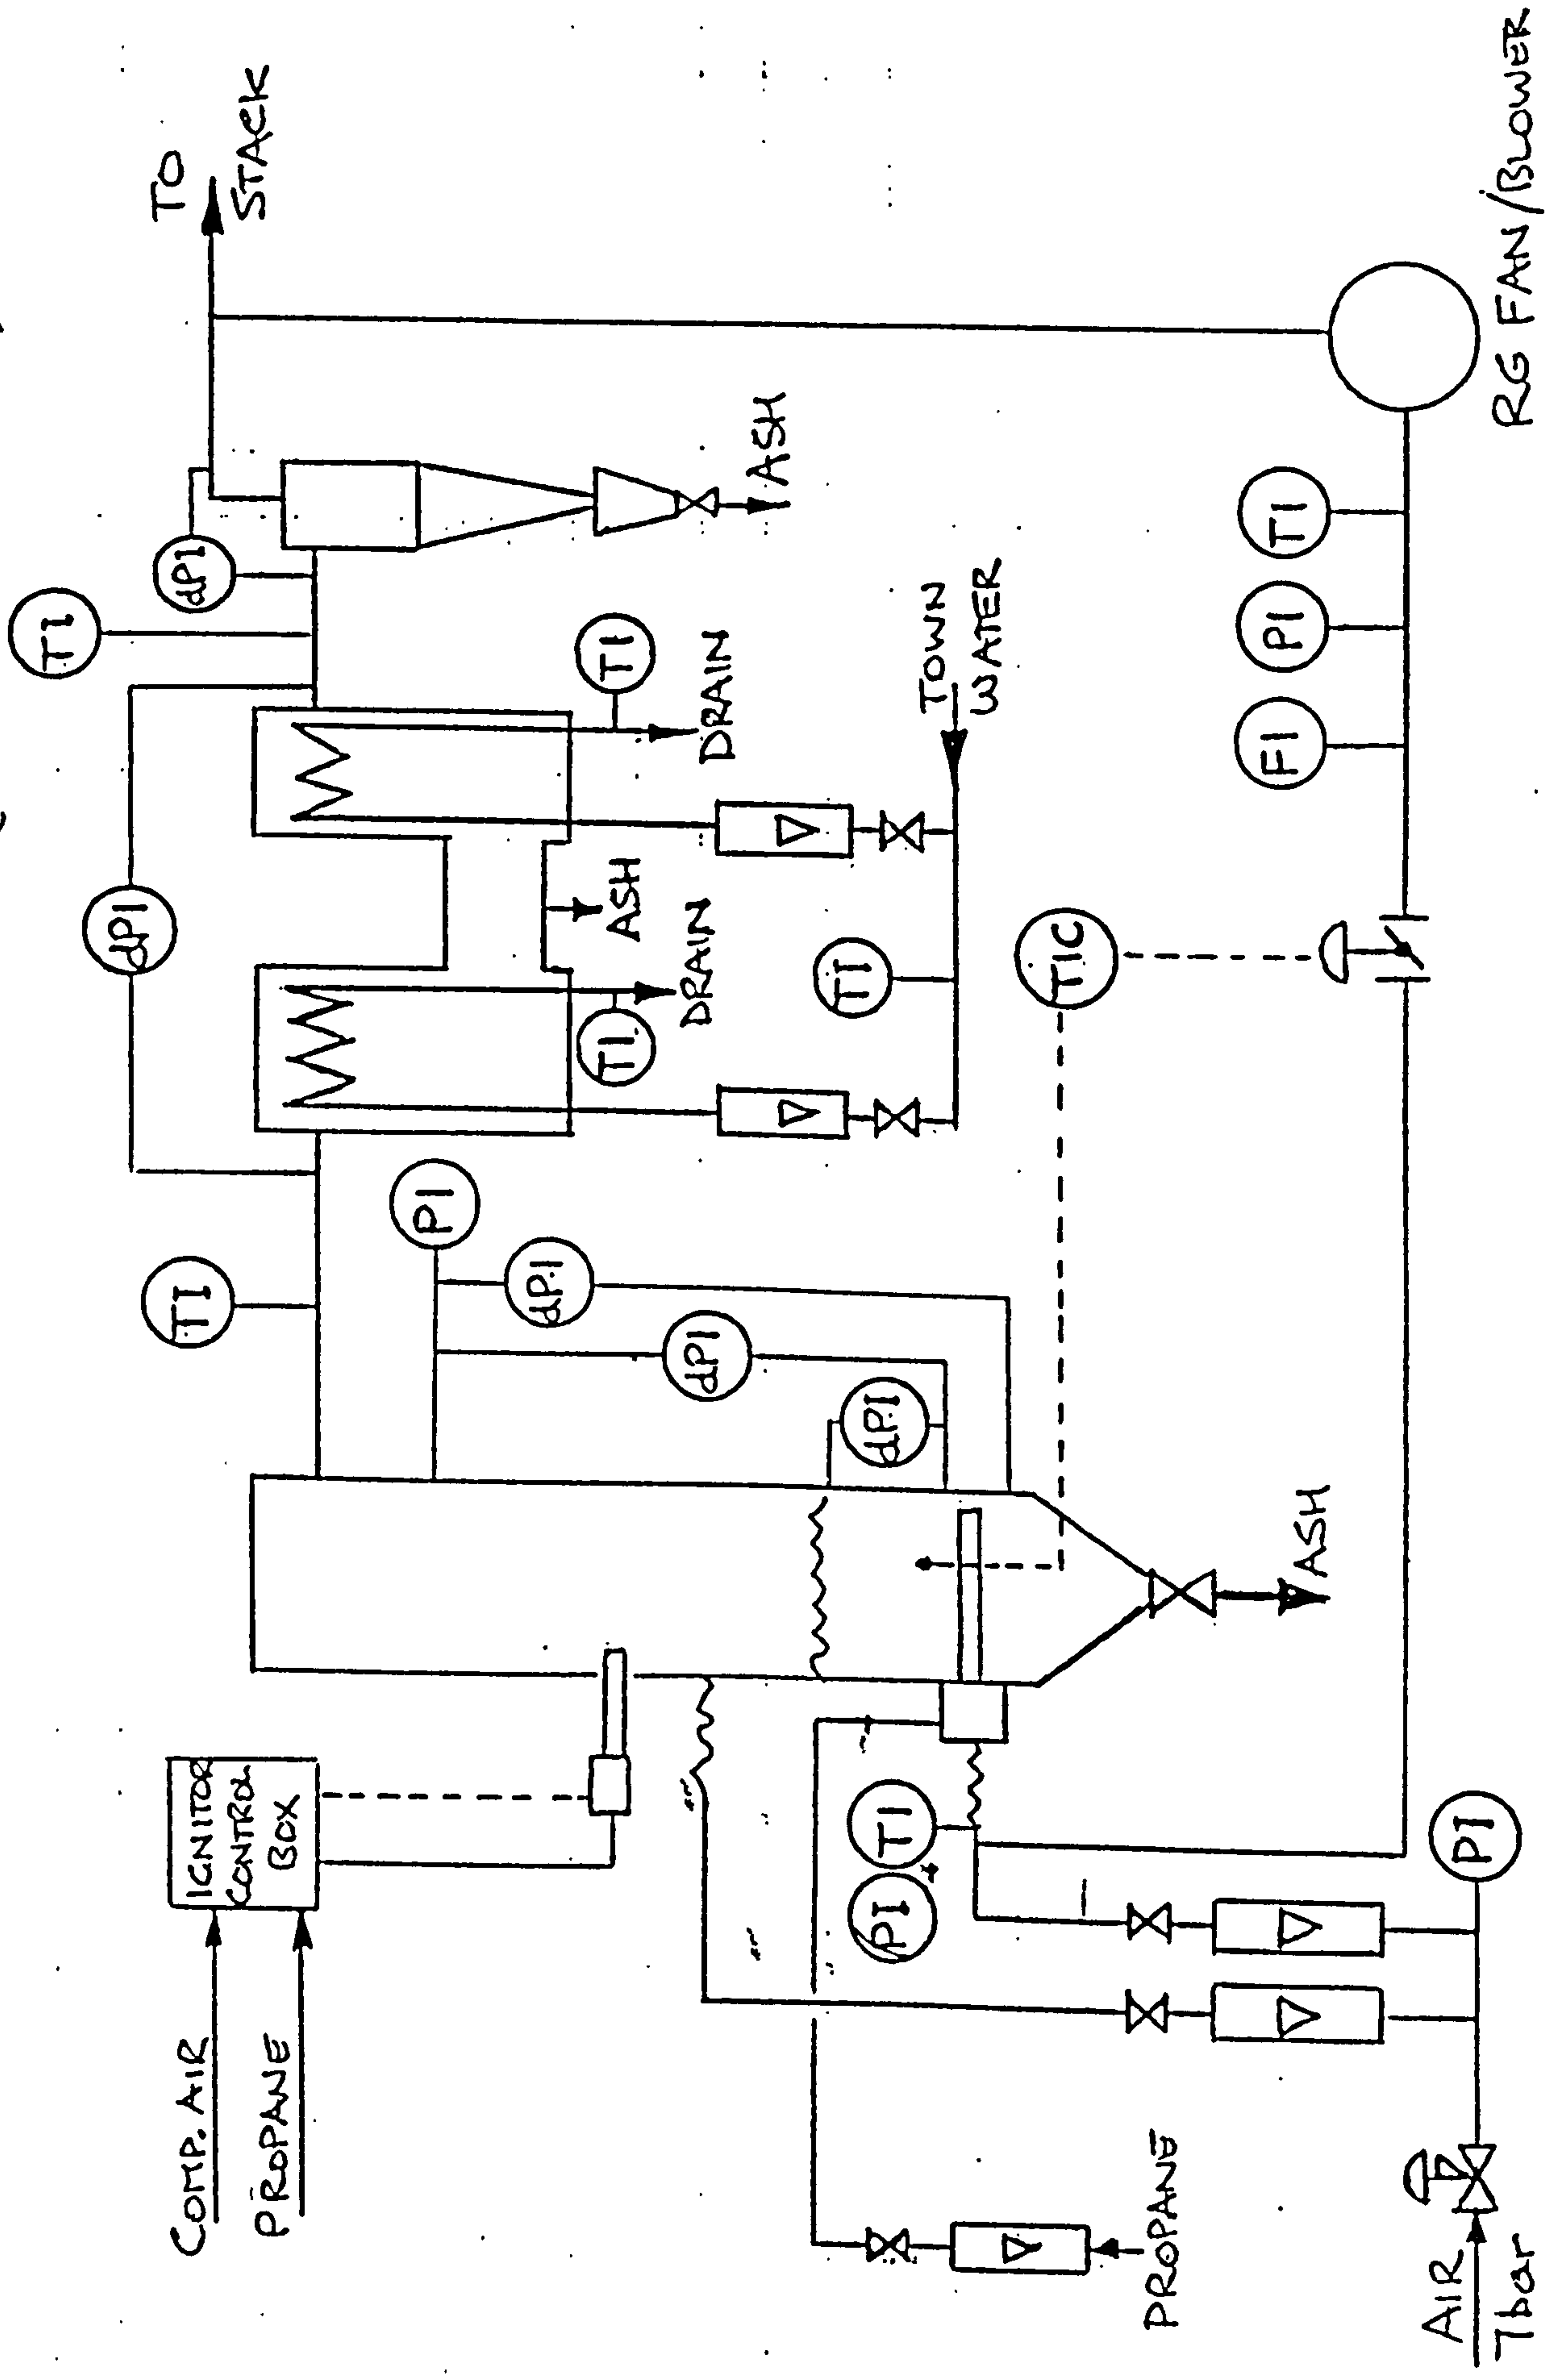 TI
dPI
TO
STACK
dPI
TI
COMP. AIR
PROPANE
IGNITOR
CONTROL
BOX
PI
dPI
dPI
dPI
TI
DRAIN
ASH
TI
DRAIN
ASH
TI
TOWN
WATER
PI
TI
TIC
PROPANE
ASH
FI
PI
TI
AIR
7bar
PI
RG FAN/BLOWER